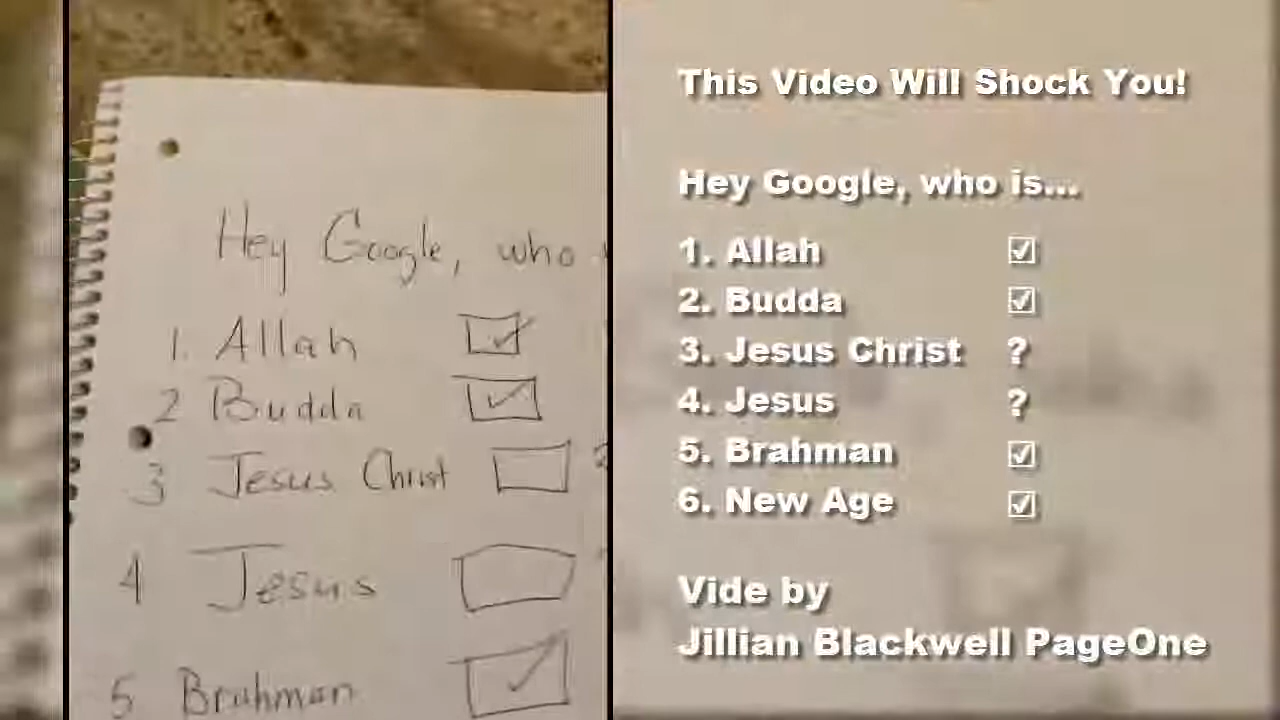 Hey Google, who
1. Allah ☑
2 Budda ☑
3 Jesus Christ ☐
4 Jesus ☐
5 Brahman ☑
This Video Will Shock You!
Hey Google, who is...
1. Allah ☑
2. Budda ☑
3. Jesus Christ ?
4. Jesus ?
5. Brahman ☑
6. New Age ☑
Vide by
Jillian Blackwell PageOne